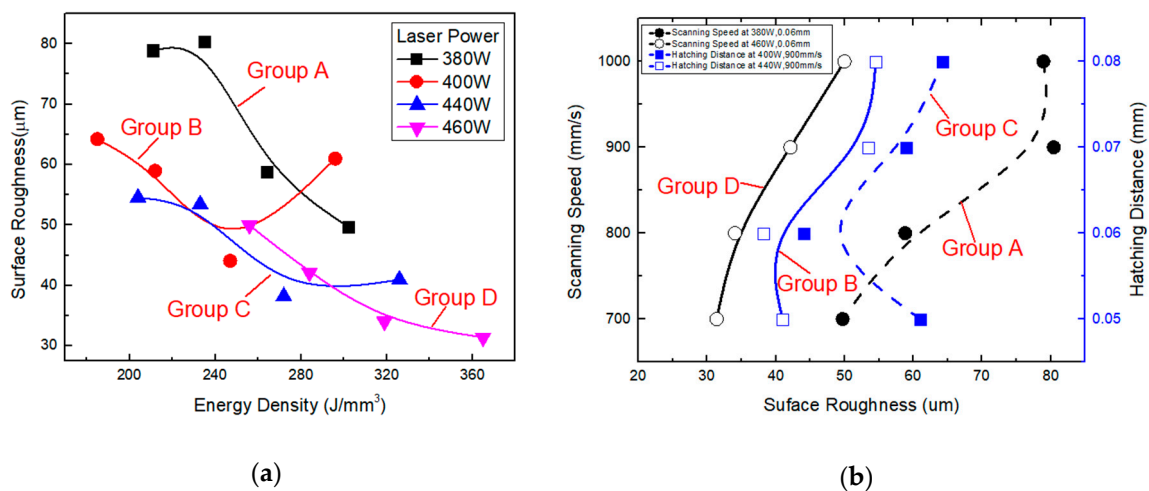 Laser Power
380W
400W
440W
460W
Group A
Group B
Group C
Group D
80
70
60
50
40
30
Surface Roughness(μm)
200
240
280
320
360
Energy Density (J/mm³)
(a)
Scanning Speed at 380W,0.06mm
Scanning Speed at 460W,0.06mm
Hatching Distance at 400W,900mm/s
Hatching Distance at 440W,900mm/s
Group D
Group C
Group A
Group B
1000
900
800
700
Scanning Speed (mm/s)
0.08
0.07
0.06
0.05
Hatching Distance (mm)
20
30
40
50
60
70
80
Suface Roughness (um)
(b)